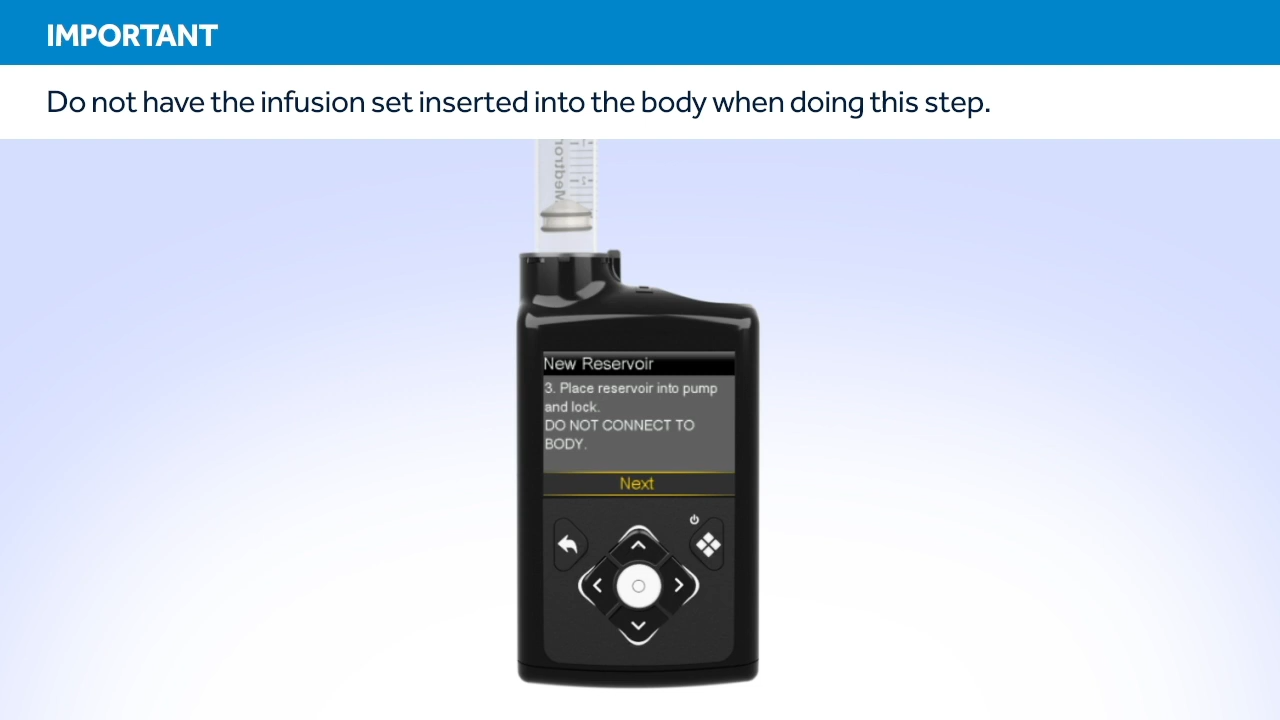 IMPORTANT
Do not have the infusion set inserted into the body when doing this step.
New Reservoir
3. Place reservoir into pump
and lock.
DO NOT CONNECT TO
BODY.
Next